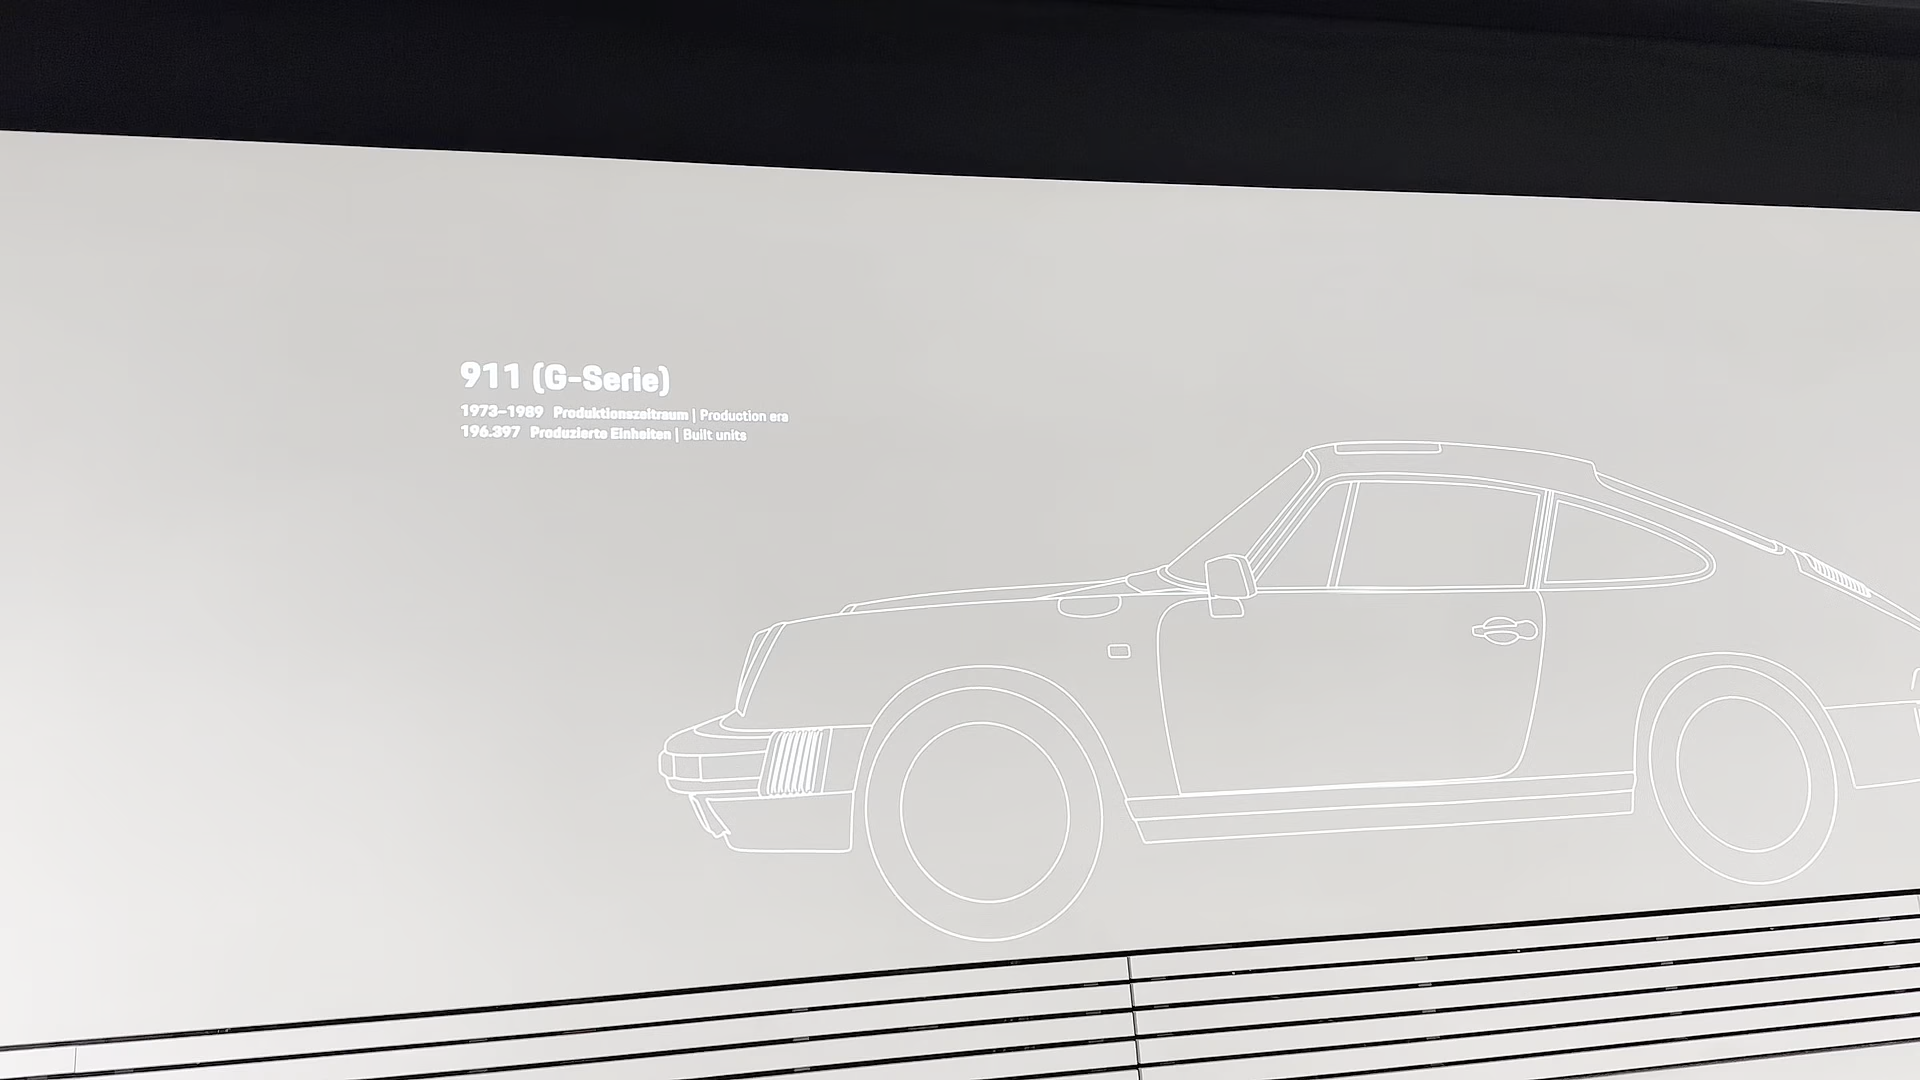 911 (G-Serie)
1973–1989 Produktionszeitraum | Production era
196.397 Produzierte Einheiten | Built units